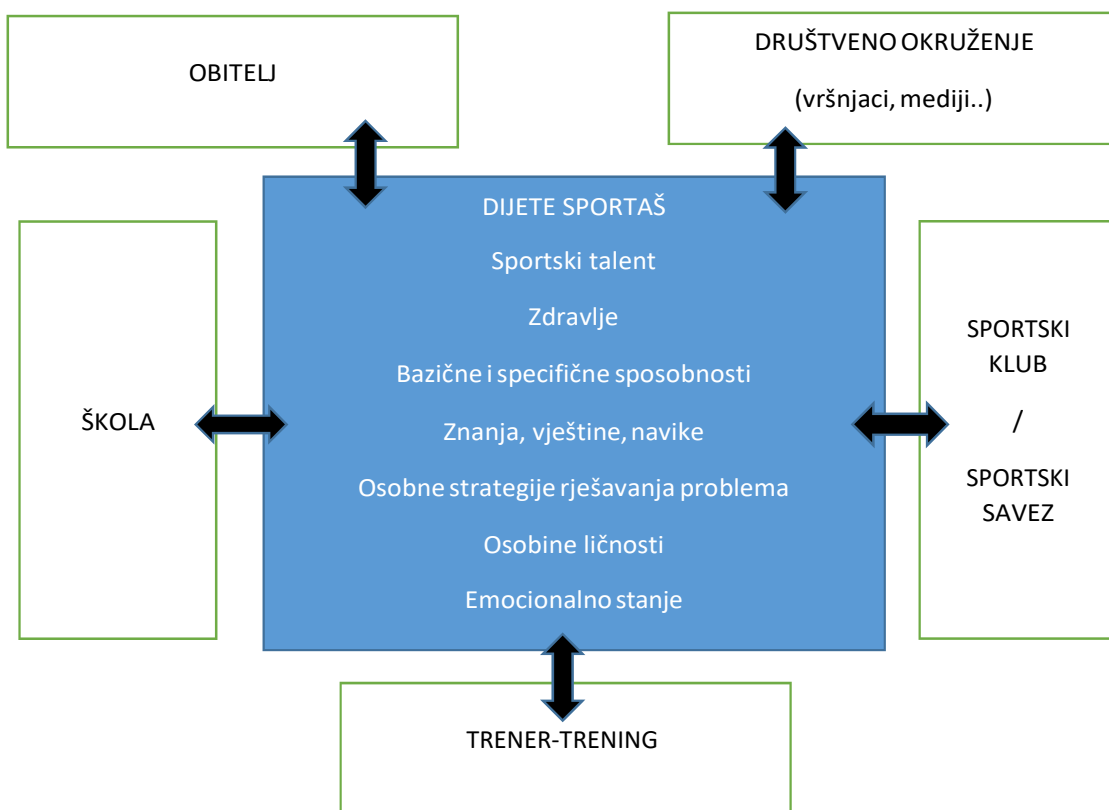 OBITELJ
DRUŠTVENO OKRUŽENJE
(vršnjaci, mediji..)
DIJETE SPORTAŠ
Sportski talent
Zdravlje
Bazične i specifične sposobnosti
Znanja, vještine, navike
Osobne strategije rješavanja problema
Osobine ličnosti
Emocionalno stanje
ŠKOLA
SPORTSKI
KLUB
/
SPORTSKI
SAVEZ
TRENER-TRENING